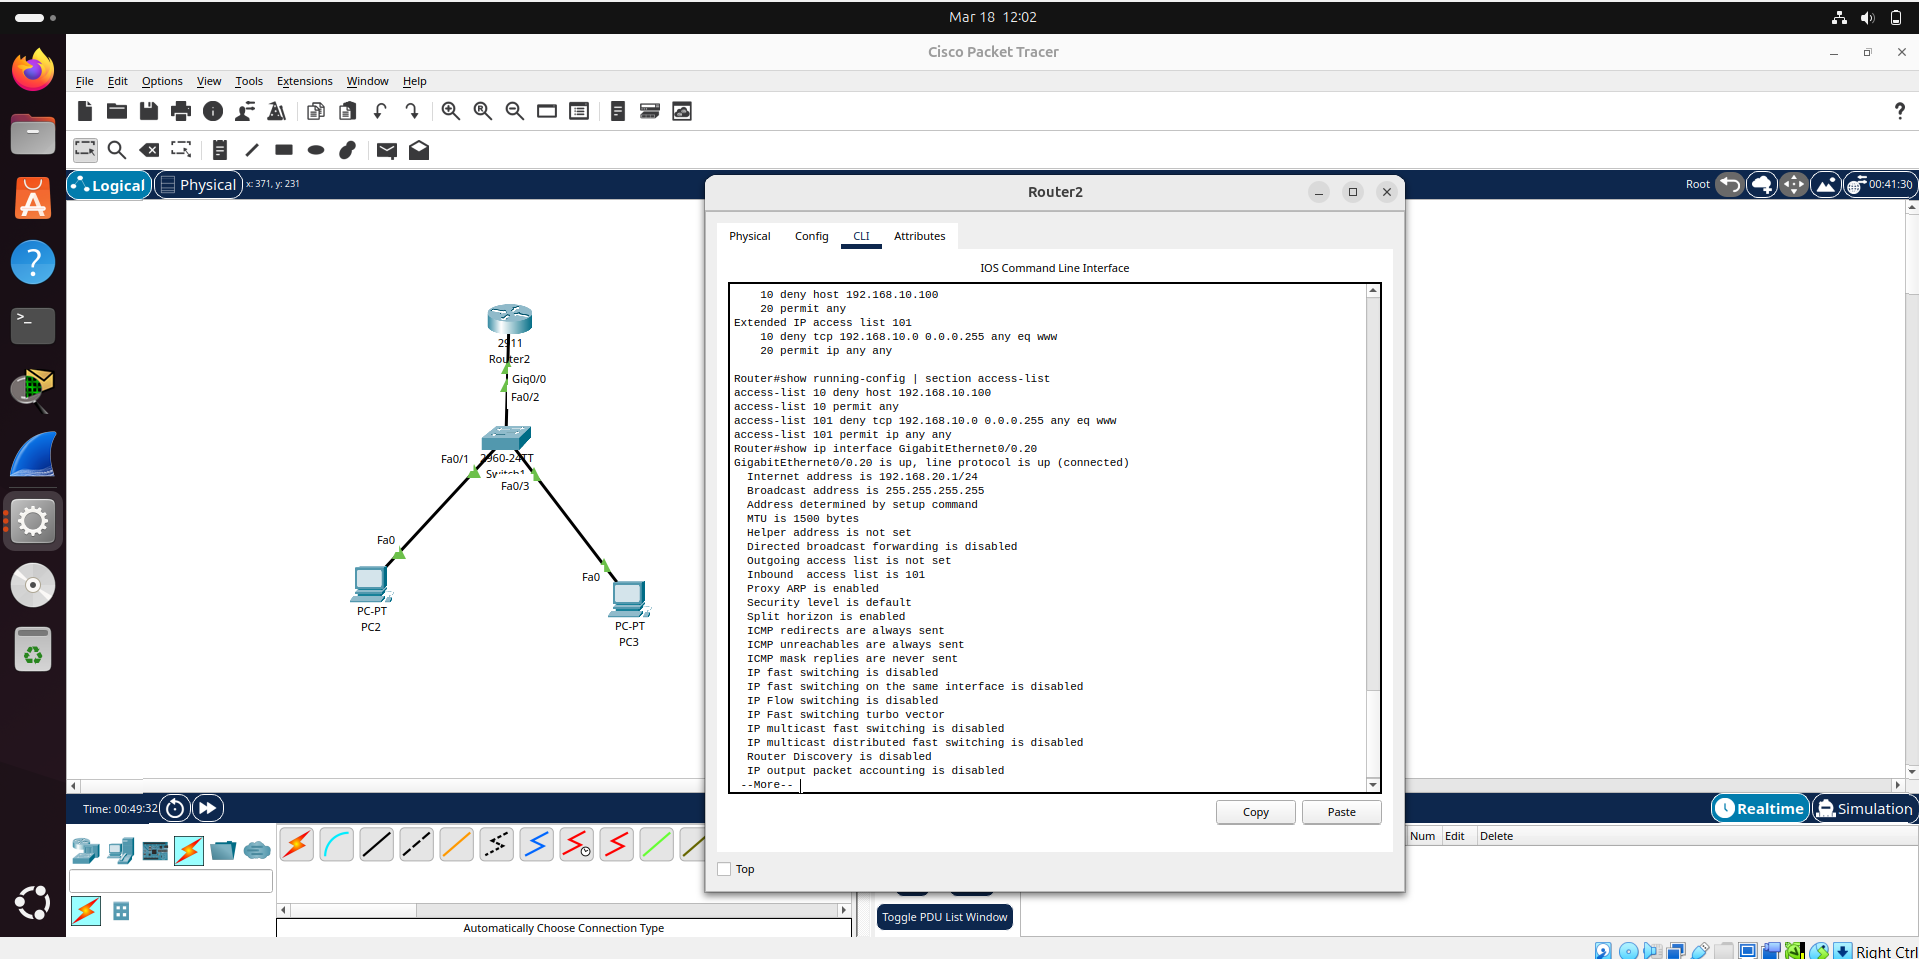 Mar 18 12:02
Cisco Packet Tracer
File Edit Options View Tools Extensions Window Help
Logical Physical x: 371, y: 231
Root 00:41:30
Router2
Physical Config CLI Attributes
IOS Command Line Interface
10 deny host 192.168.10.100
20 permit any
Extended IP access list 101
10 deny tcp 192.168.10.0 0.0.0.255 any eq www
20 permit ip any any
Router#show running-config | section access-list
access-list 10 deny host 192.168.10.100
access-list 10 permit any
access-list 101 deny tcp 192.168.10.0 0.0.0.255 any eq www
access-list 101 permit ip any any
Router#show ip interface GigabitEthernet0/0.20
GigabitEthernet0/0.20 is up, line protocol is up (connected)
Internet address is 192.168.20.1/24
Broadcast address is 255.255.255.255
Address determined by setup command
MTU is 1500 bytes
Helper address is not set
Directed broadcast forwarding is disabled
Outgoing access list is not set
Inbound  access list is 101
Proxy ARP is enabled
Security level is default
Split horizon is enabled
ICMP redirects are always sent
ICMP unreachables are always sent
ICMP mask replies are never sent
IP fast switching is disabled
IP fast switching on the same interface is disabled
IP Flow switching is disabled
IP Fast switching turbo vector
IP multicast fast switching is disabled
IP multicast distributed fast switching is disabled
Router Discovery is disabled
IP output packet accounting is disabled
--More--
Copy Paste
Top
2911
Router2
Gig0/0
Fa0/2
Fa0/1
2960-24TT
Switch1
Fa0/3
Fa0
Fa0
PC-PT
PC2
PC-PT
PC3
Time: 00:49:32
Realtime Simulation
Num Edit Delete
Toggle PDU List Window
Automatically Choose Connection Type
Right Ctrl